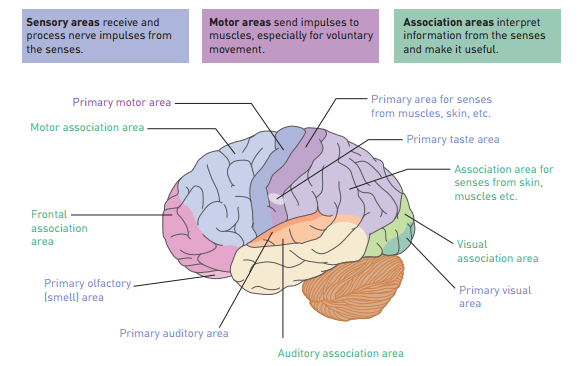 Sensory areas receive and
process nerve impulses from
the senses.
Motor areas send impulses to
muscles, especially for voluntary
movement.
Association areas interpret
information from the senses
and make it useful.
Primary motor area
Primary area for senses
from muscles, skin, etc.
Motor association area
Primary taste area
Association area for
senses from skin,
muscles etc.
Frontal
association
area
Visual
association area
Primary olfactory
(smell) area
Primary visual
area
Primary auditory area
Auditory association area